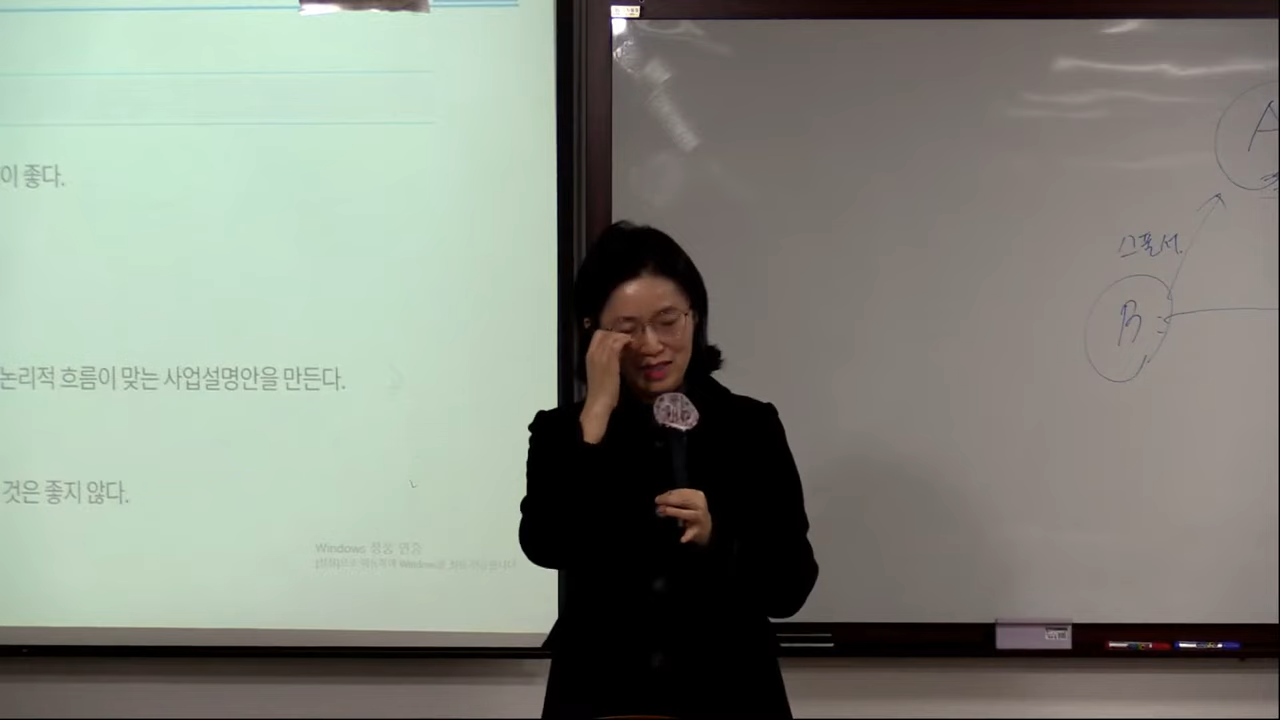 이 좋다.
논리적 흐름이 맞는 사업설명안을 만든다.
것은 좋지 않다.
Windows 정품 인증
A
스폰서
B